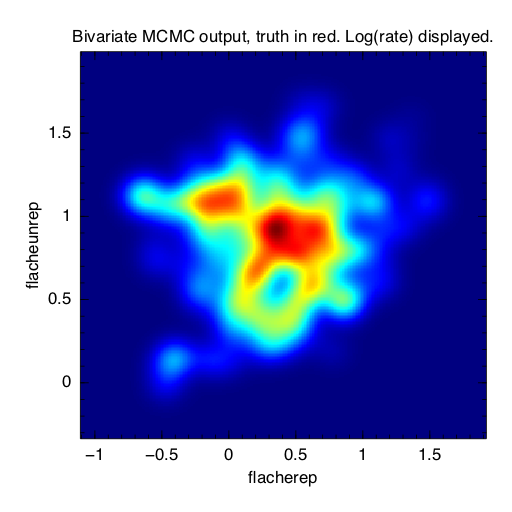 Bivariate MCMC output, truth in red. Log(rate) displayed.
1.5
1
0.5
0
flacheunrep
−1 −0.5 0 0.5 1 1.5
flacherep